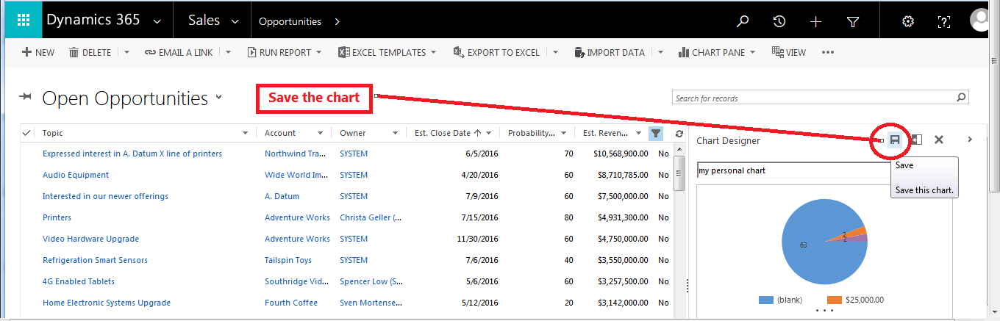 Dynamics 365 Sales Opportunities
NEW DELETE EMAIL A LINK RUN REPORT EXCEL TEMPLATES EXPORT TO EXCEL IMPORT DATA CHART PANE VIEW
Open Opportunities
Save the chart
Search for records
Topic Account Owner Est. Close Date Probability... Est. Reven...
Expressed interest in A. Datum X line of printers Northwind Tra... SYSTEM 6/5/2016 70 $10,568,900.00 No
Audio Equipment Wide World Im... SYSTEM 4/20/2016 60 $8,710,785.00 No
Interested in our newer offerings A. Datum SYSTEM 7/9/2016 60 $7,500,000.00 No
Printers Adventure Works Christa Geller (... 7/15/2016 80 $4,931,300.00 No
Video Hardware Upgrade Adventure Works SYSTEM 11/30/2016 60 $4,750,000.00 No
Refrigeration Smart Sensors Tailspin Toys SYSTEM 7/6/2016 40 $3,550,000.00 No
4G Enabled Tablets Southridge Vid... Spencer Low (S... 5/6/2016 60 $3,257,500.00 No
Home Electronic Systems Upgrade Fourth Coffee Sven Mortense... 5/12/2016 20 $3,142,000.00 No
Chart Designer
my personal chart
Save
Save this chart.
2
2
63
(blank) $25,000.00